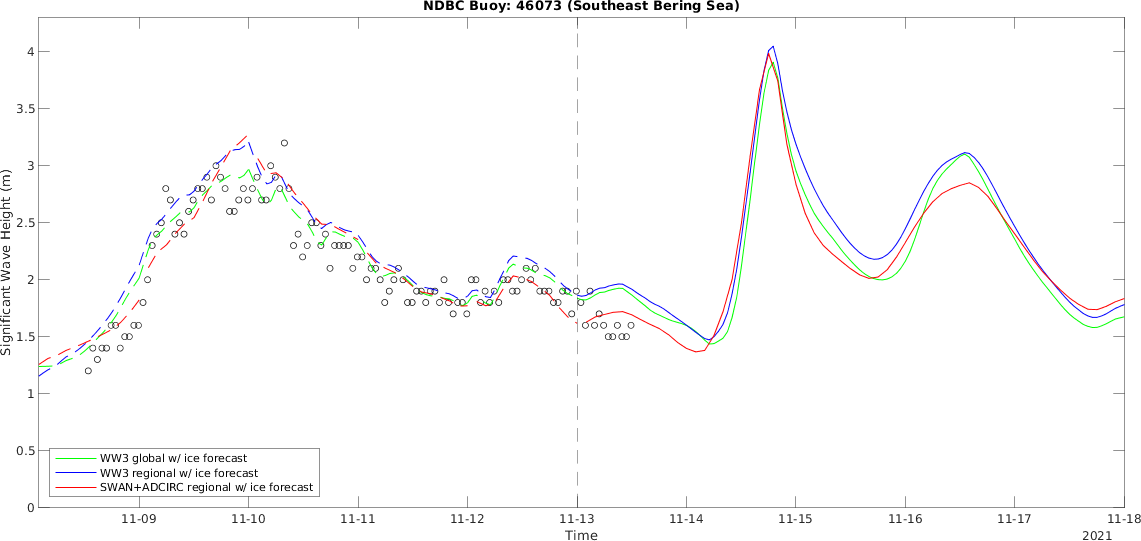 NDBC Buoy: 46073 (Southeast Bering Sea)
Significant Wave Height (m)
4
3.5
3
2.5
2
1.5
1
0.5
0
WW3 global w/ ice forecast
WW3 regional w/ ice forecast
SWAN+ADCIRC regional w/ ice forecast
11-09 11-10 11-11 11-12 11-13 11-14 11-15 11-16 11-17 11-18
Time
2021